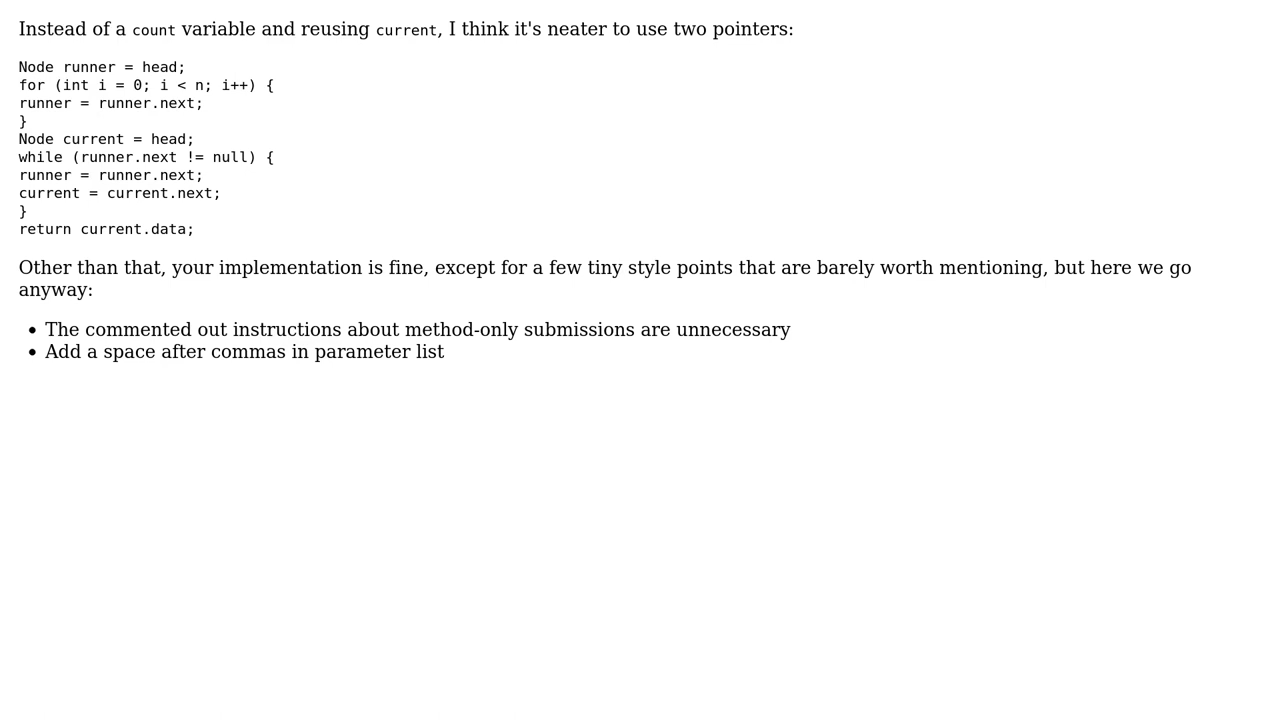 Instead of a count variable and reusing current, I think it's neater to use two pointers:
Node runner = head;
for (int i = 0; i < n; i++) {
runner = runner.next;
}
Node current = head;
while (runner.next != null) {
runner = runner.next;
current = current.next;
}
return current.data;
Other than that, your implementation is fine, except for a few tiny style points that are barely worth mentioning, but here we go
anyway:
• The commented out instructions about method-only submissions are unnecessary
• Add a space after commas in parameter list